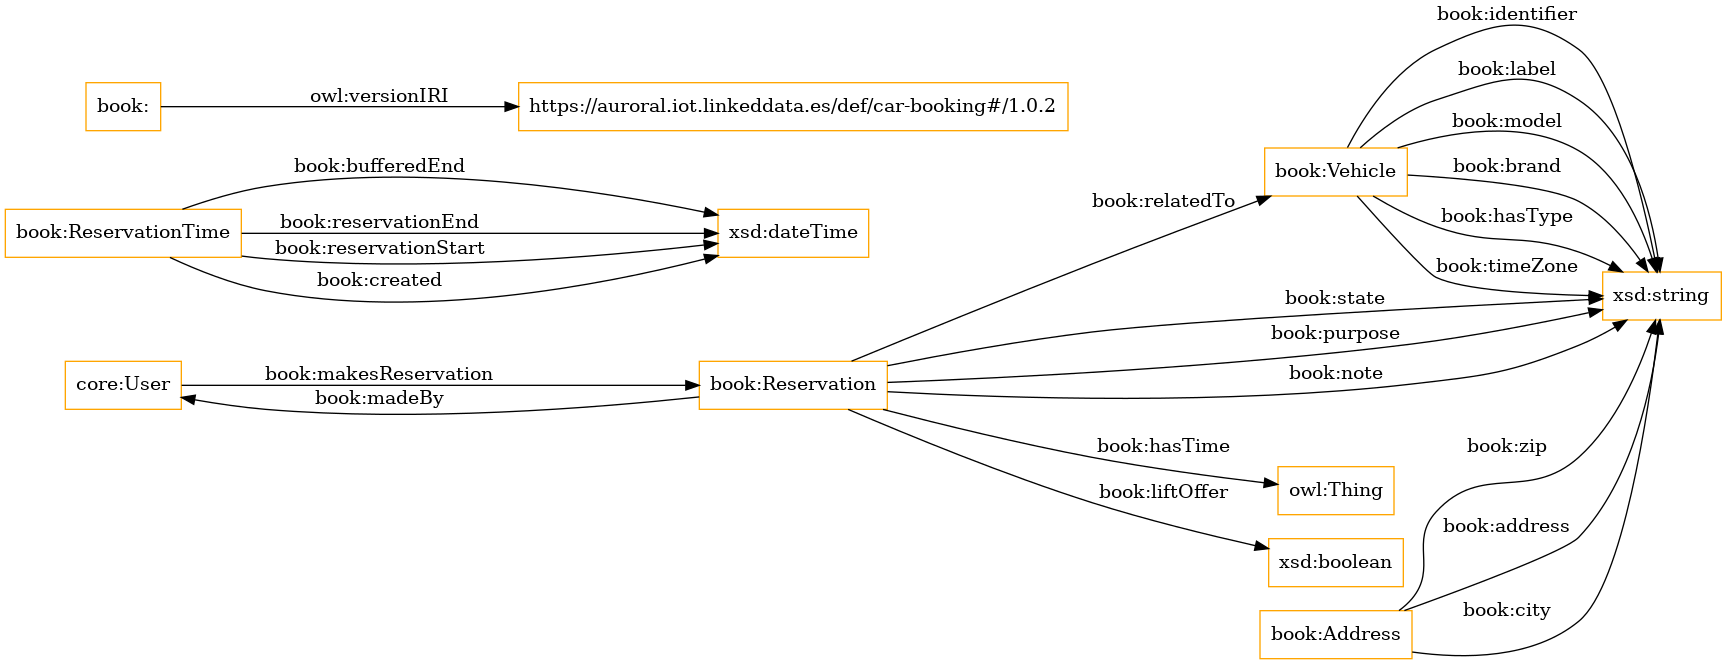 book:identifier
book:label
book:
owl:versionIRI
https://auroral.iot.linkeddata.es/def/car-booking#/1.0.2
book:model
book:bufferedEnd
book:Vehicle
book:brand
book:relatedTo
book:hasType
book:ReservationTime
book:reservationEnd
xsd:dateTime
book:reservationStart
book:timeZone
book:created
xsd:string
book:state
book:purpose
core:User
book:makesReservation
book:Reservation
book:note
book:madeBy
book:hasTime
book:zip
owl:Thing
book:liftOffer
book:address
xsd:boolean
book:city
book:Address